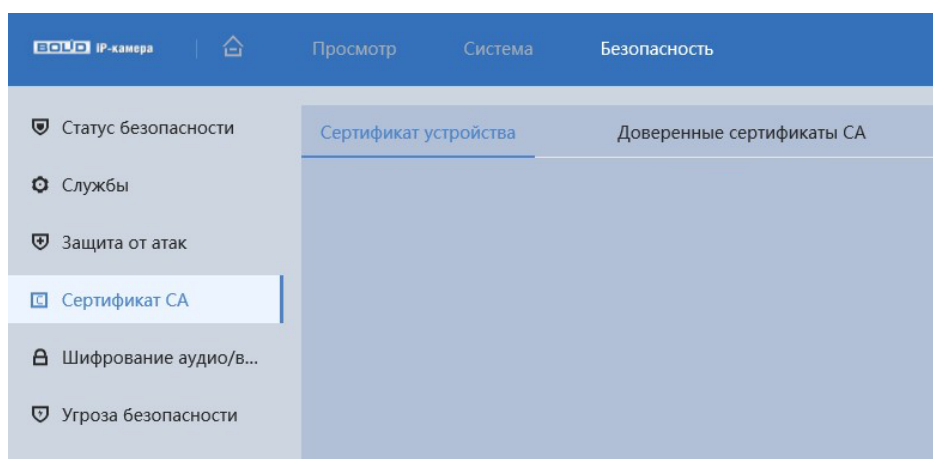 BOLID IP-камера Просмотр Система Безопасность
Статус безопасности
Сертификат устройства Доверенные сертификаты CA
Службы
Защита от атак
Сертификат CA
Шифрование аудио/в...
Угроза безопасности